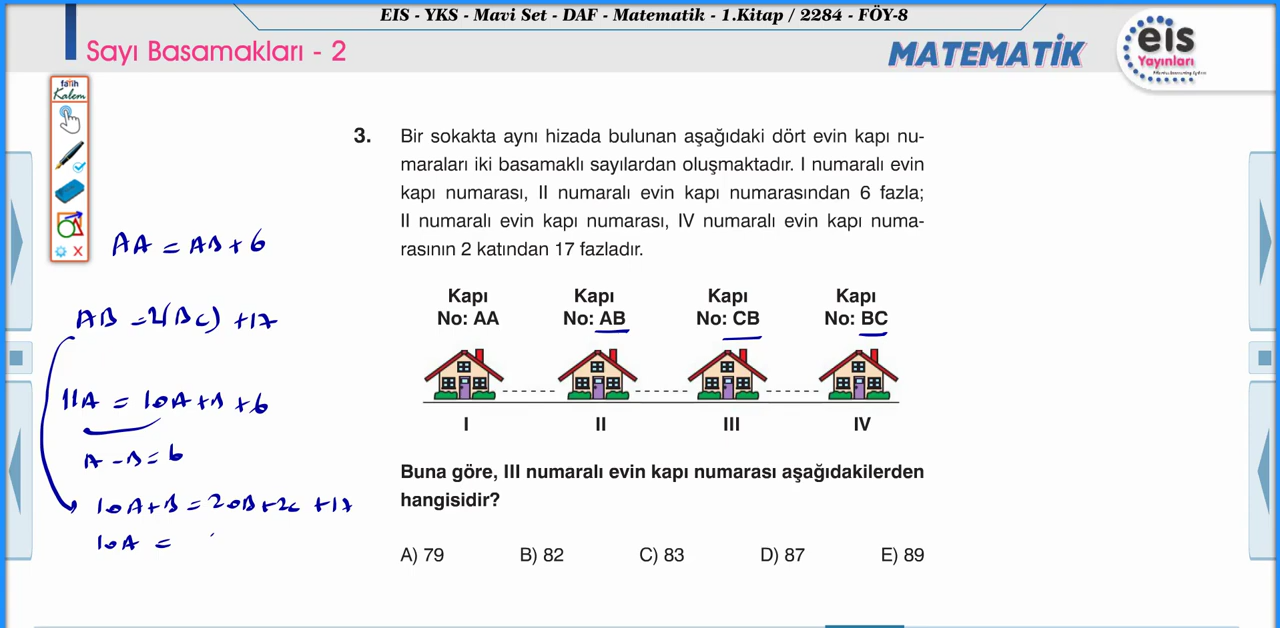 EIS - YKS - Mavi Set - DAF - Matematik - 1.Kitap / 2284 - FÖY-8
Sayı Basamakları - 2
MATEMATİK
eis
Yayınları
fatih
Kalem
3. Bir sokakta aynı hizada bulunan aşağıdaki dört evin kapı nu-
maraları iki basamaklı sayılardan oluşmaktadır. I numaralı evin
kapı numarası, II numaralı evin kapı numarasından 6 fazla;
II numaralı evin kapı numarası, IV numaralı evin kapı numa-
rasının 2 katından 17 fazladır.
AA = AB + 6
AB = 2(BC) + 17
11A = 10A + B + 6
A - B = 6
10A + B = 20B + 2C + 17
10A =
Kapı Kapı Kapı Kapı
No: AA No: AB No: CB No: BC
I II III IV
Buna göre, III numaralı evin kapı numarası aşağıdakilerden
hangisidir?
A) 79 B) 82 C) 83 D) 87 E) 89